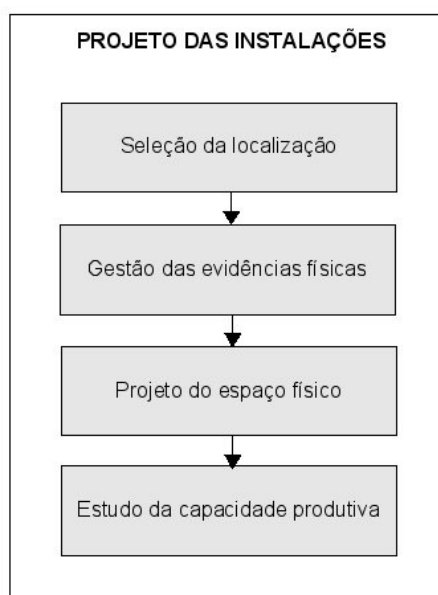 PROJETO DAS INSTALAÇÕES
Seleção da localização
Gestão das evidências físicas
Projeto do espaço físico
Estudo da capacidade produtiva